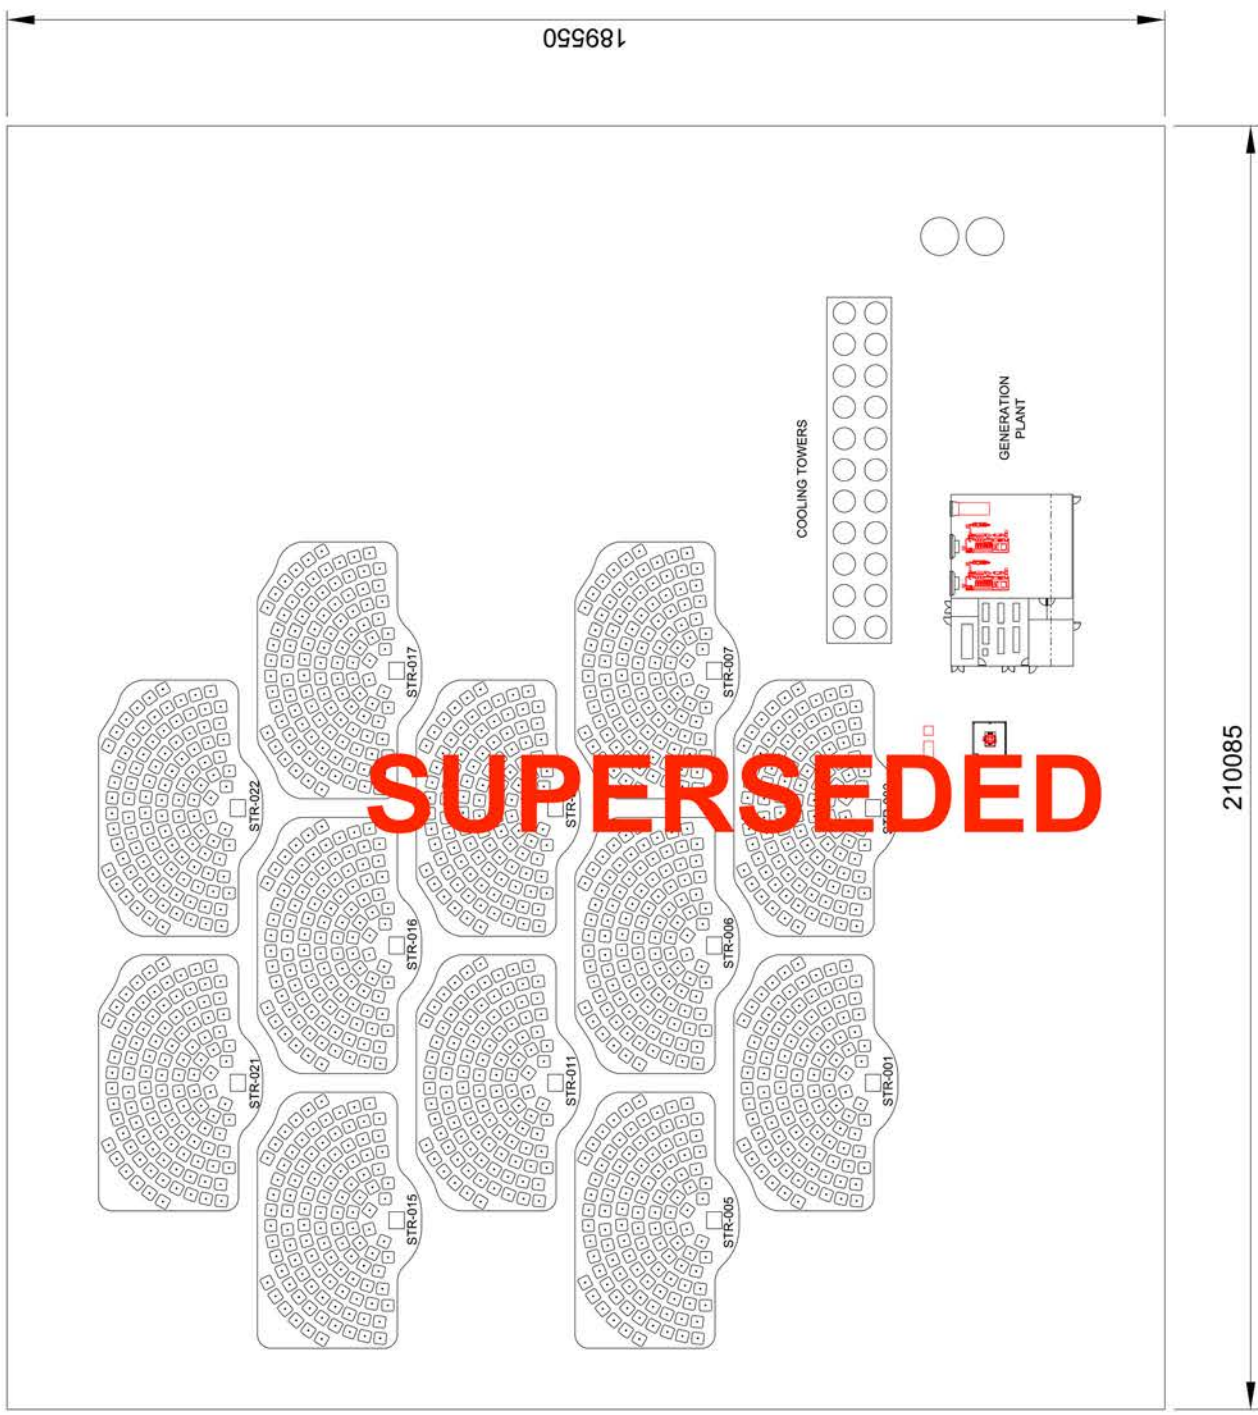 189550
210085
COOLING TOWERS
GENERATION
PLANT
STR-017
STR-007
STR-022
SUPERSEDED
STR-016
STR-006
STR-021
STR-011
STR-001
STR-015
STR-005